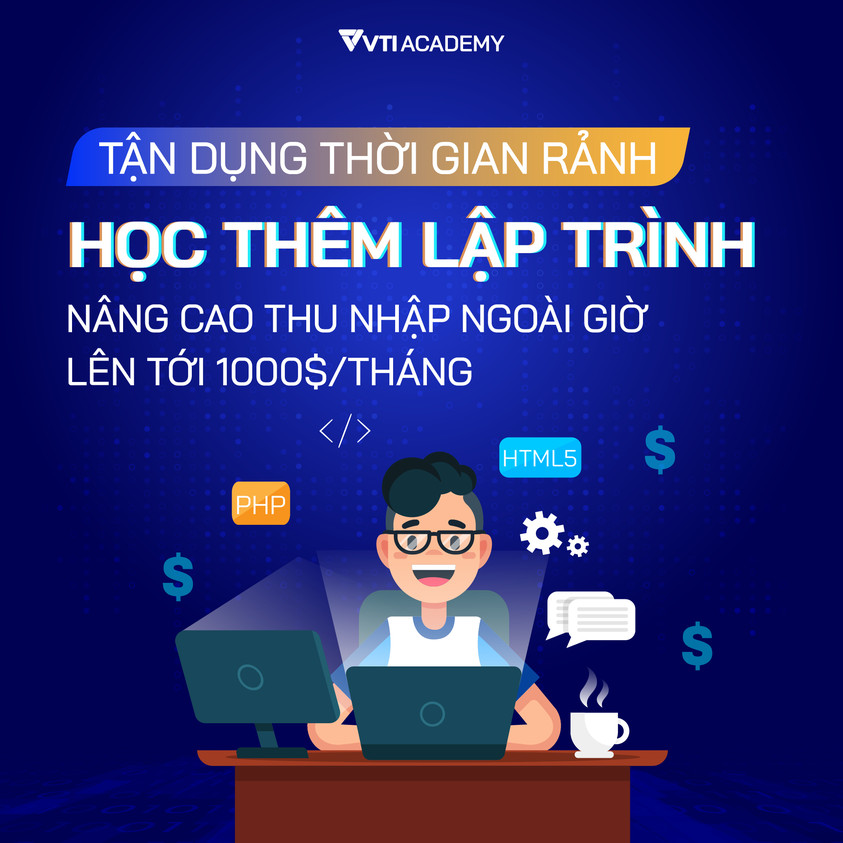 VTI ACADEMY
TẬN DỤNG THỜI GIAN RẢNH
HỌC THÊM LẬP TRÌNH
NÂNG CAO THU NHẬP NGOÀI GIỜ
LÊN TỚI 1000$/THÁNG
</>
HTML5
PHP
$
$
$